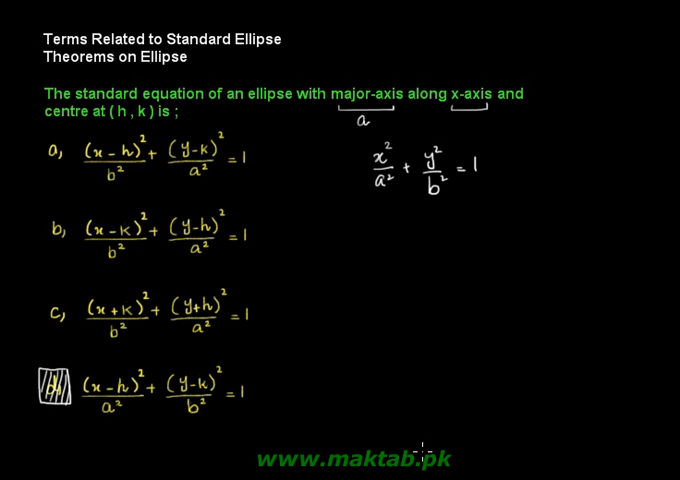 Terms Related to Standard Ellipse
Theorems on Ellipse
The standard equation of an ellipse with major-axis along x-axis and
centre at ( h , k ) is ;
a
x²/a² + y²/b² = 1
a, (x-h)²/b² + (y-k)²/a² = 1
b, (x-k)²/b² + (y-h)²/a² = 1
c, (x+k)²/b² + (y+h)²/a² = 1
d, (x-h)²/a² + (y-k)²/b² = 1
www.maktab.pk